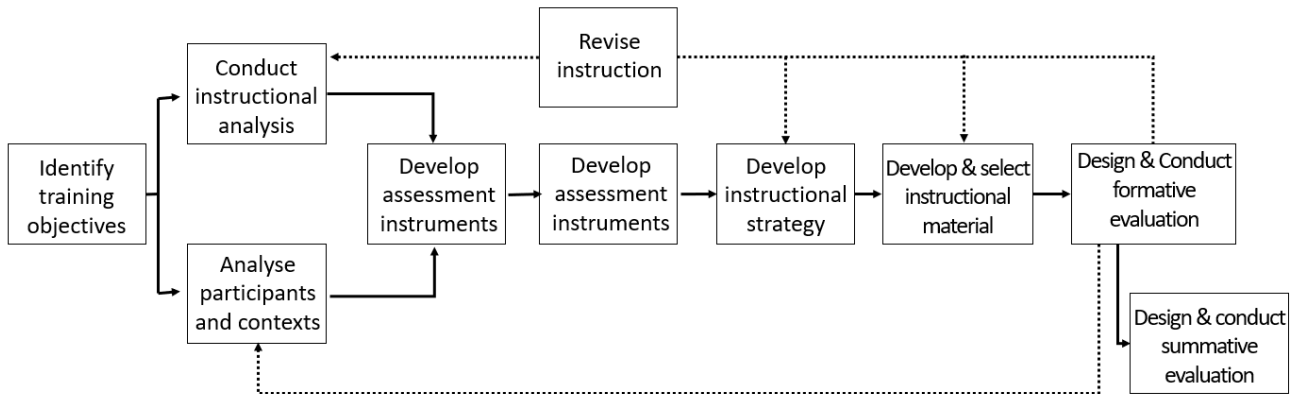 Revise
instruction
Conduct
instructional
analysis
Identify
training
objectives
Develop
assessment
instruments
Develop
assessment
instruments
Develop
instructional
strategy
Develop & select
instructional
material
Design & Conduct
formative
evaluation
Analyse
participants
and contexts
Design & conduct
summative
evaluation